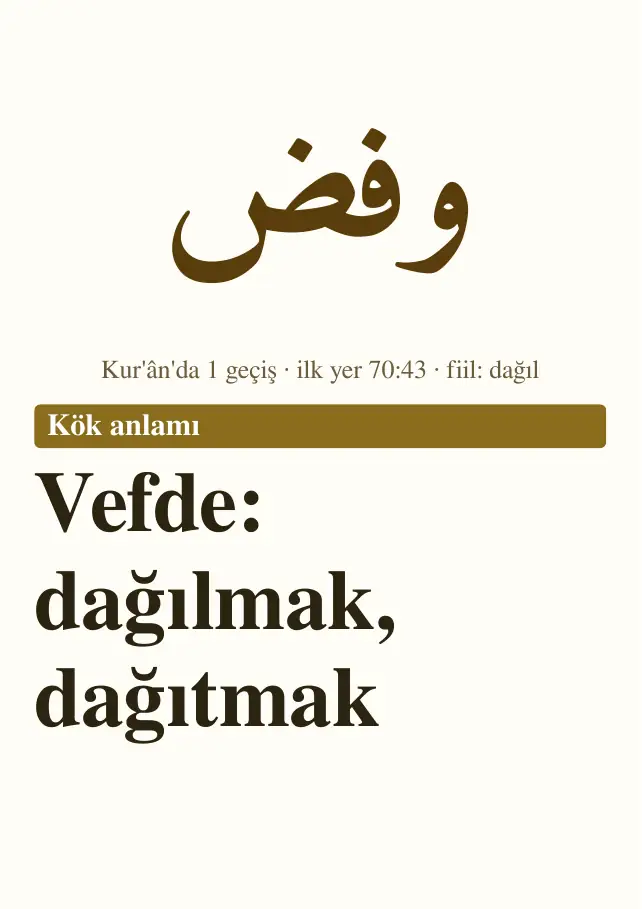 وفض
Kur'ân'da 1 geçiş · ilk yer 70:43 · fiil: dağıl
Kök anlamı
Vefde:
dağılmak,
dağıtmak